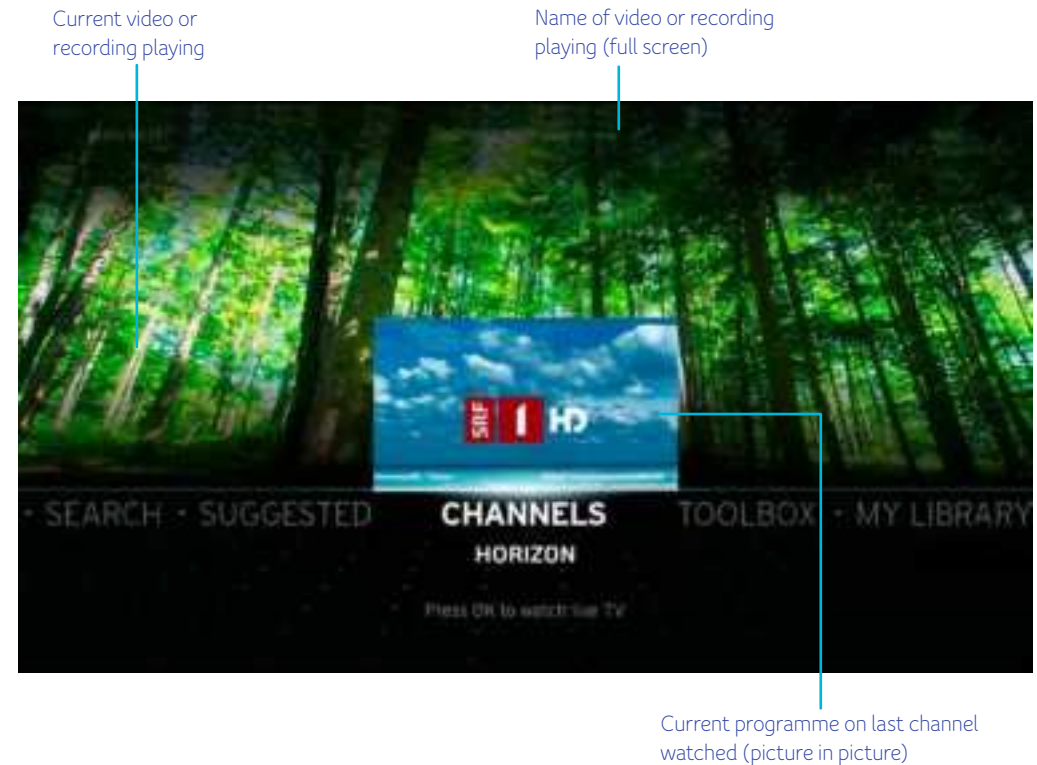 Current video or
recording playing
Name of video or recording
playing (full screen)
SRF 1 HD
• SEARCH • SUGGESTED CHANNELS TOOLBOX • MY LIBRARY
HORIZON
Press OK to watch live TV
Current programme on last channel
watched (picture in picture)